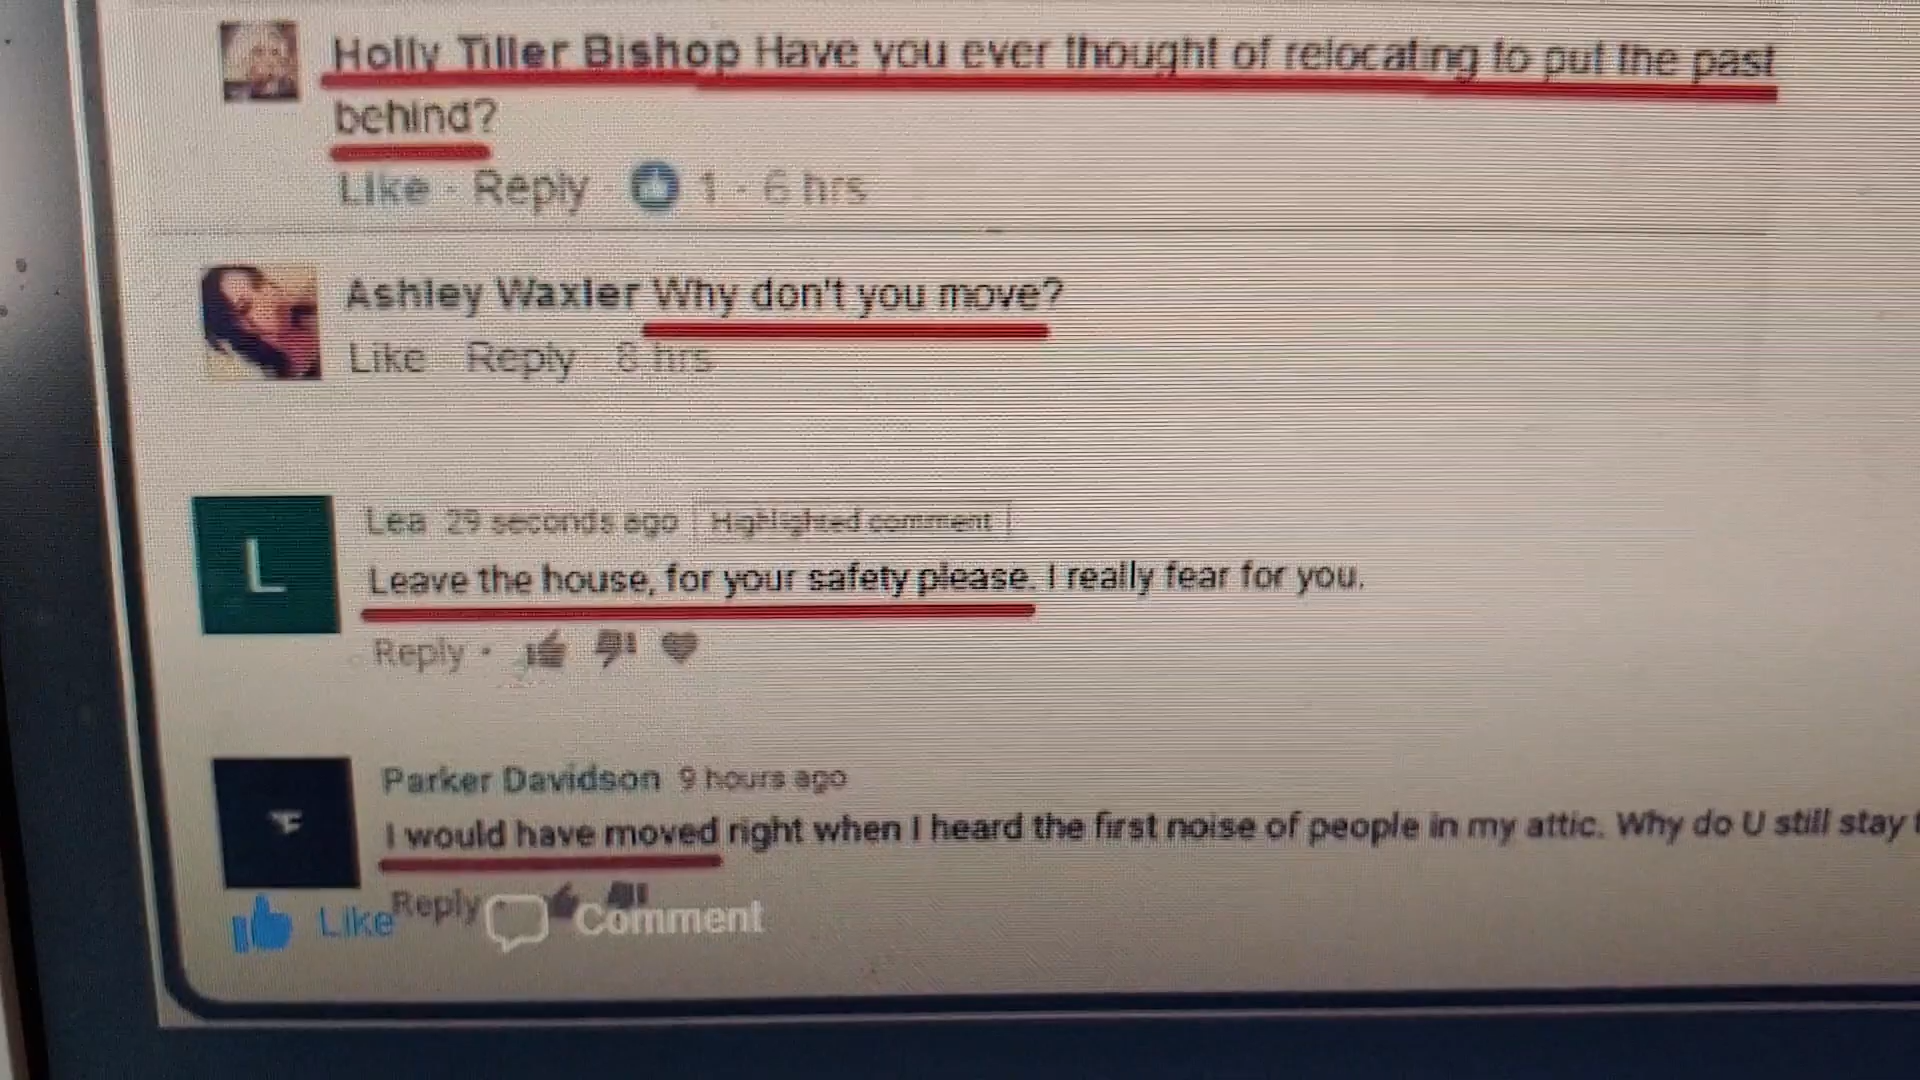 Holly Tiller Bishop Have you ever thought of relocating to put the past
behind?
Like · Reply · 1 · 6 hrs
Ashley Waxler Why don't you move?
Like Reply · 8 hrs
L
Lea 29 seconds ago Highlighted comment
Leave the house, for your safety please. I really fear for you.
Reply ·
Parker Davidson 9 hours ago
I would have moved right when I heard the first noise of people in my attic. Why do U still stay
Reply
Like Comment